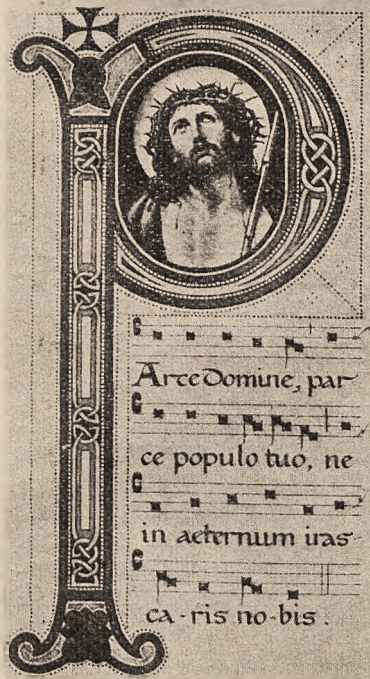 P
Arce Domine, par
ce populo tuo, ne
in aeternum iras
ca-ris no-bis.